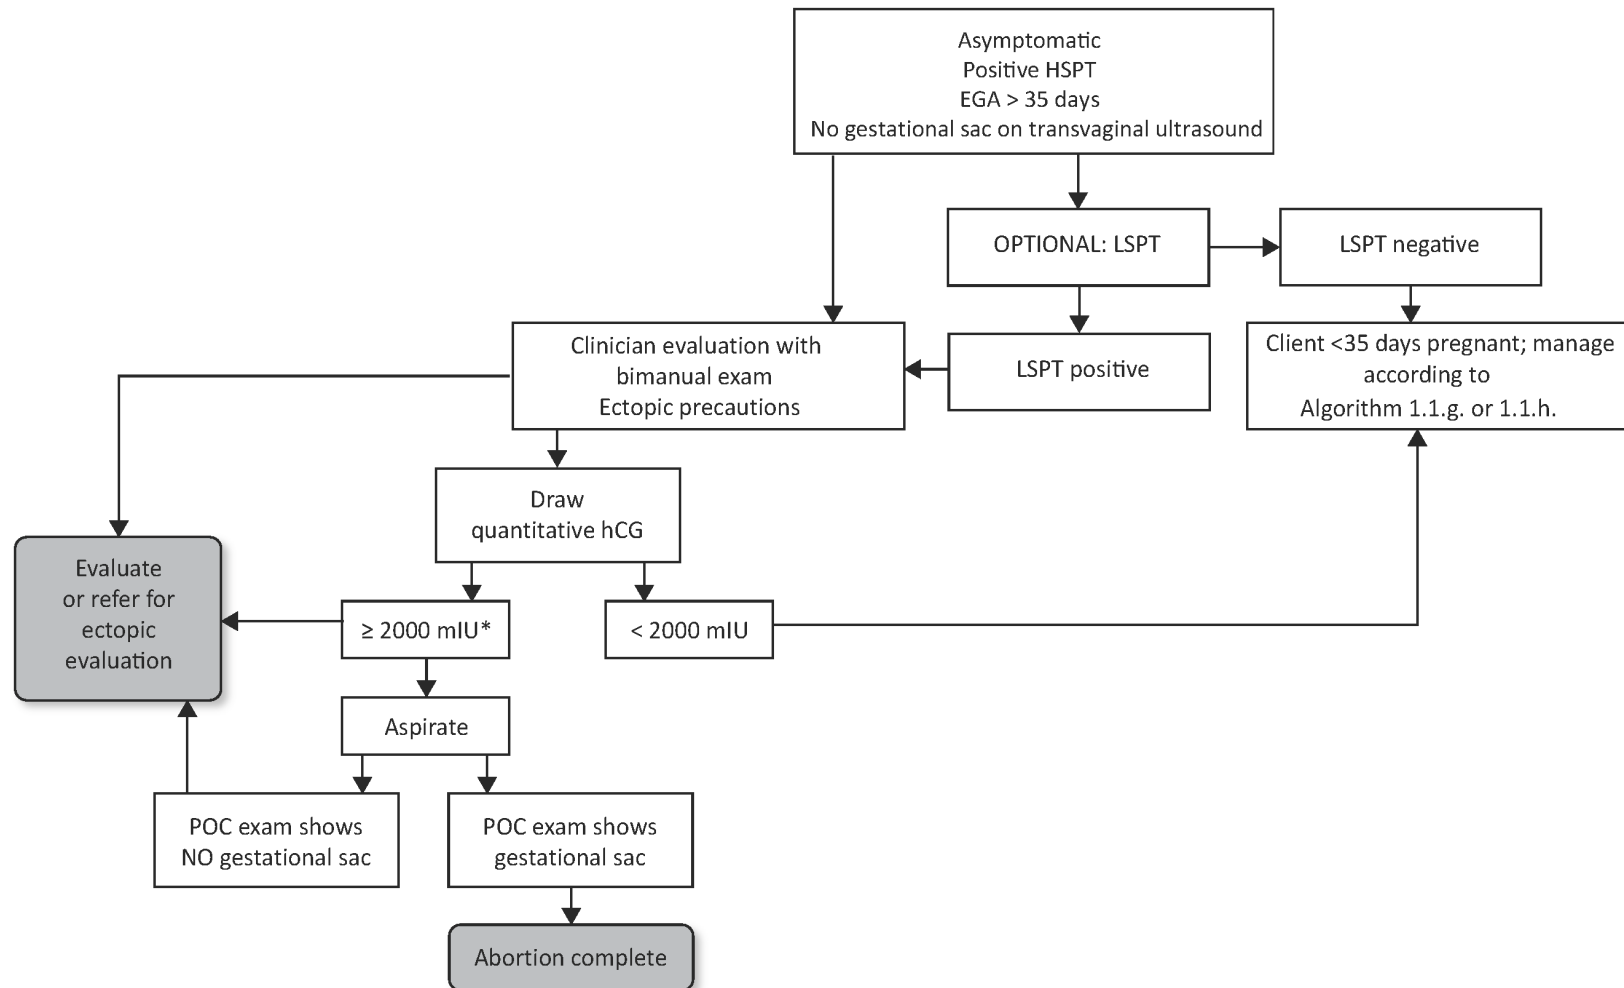 Asymptomatic
Positive HSPT
EGA > 35 days
No gestational sac on transvaginal ultrasound
OPTIONAL: LSPT
LSPT negative
Clinician evaluation with
bimanual exam
Ectopic precautions
LSPT positive
Client <35 days pregnant; manage
according to
Algorithm 1.1.g. or 1.1.h.
Draw
quantitative hCG
Evaluate
or refer for
ectopic
evaluation
≥ 2000 mIU*
< 2000 mIU
Aspirate
POC exam shows
NO gestational sac
POC exam shows
gestational sac
Abortion complete